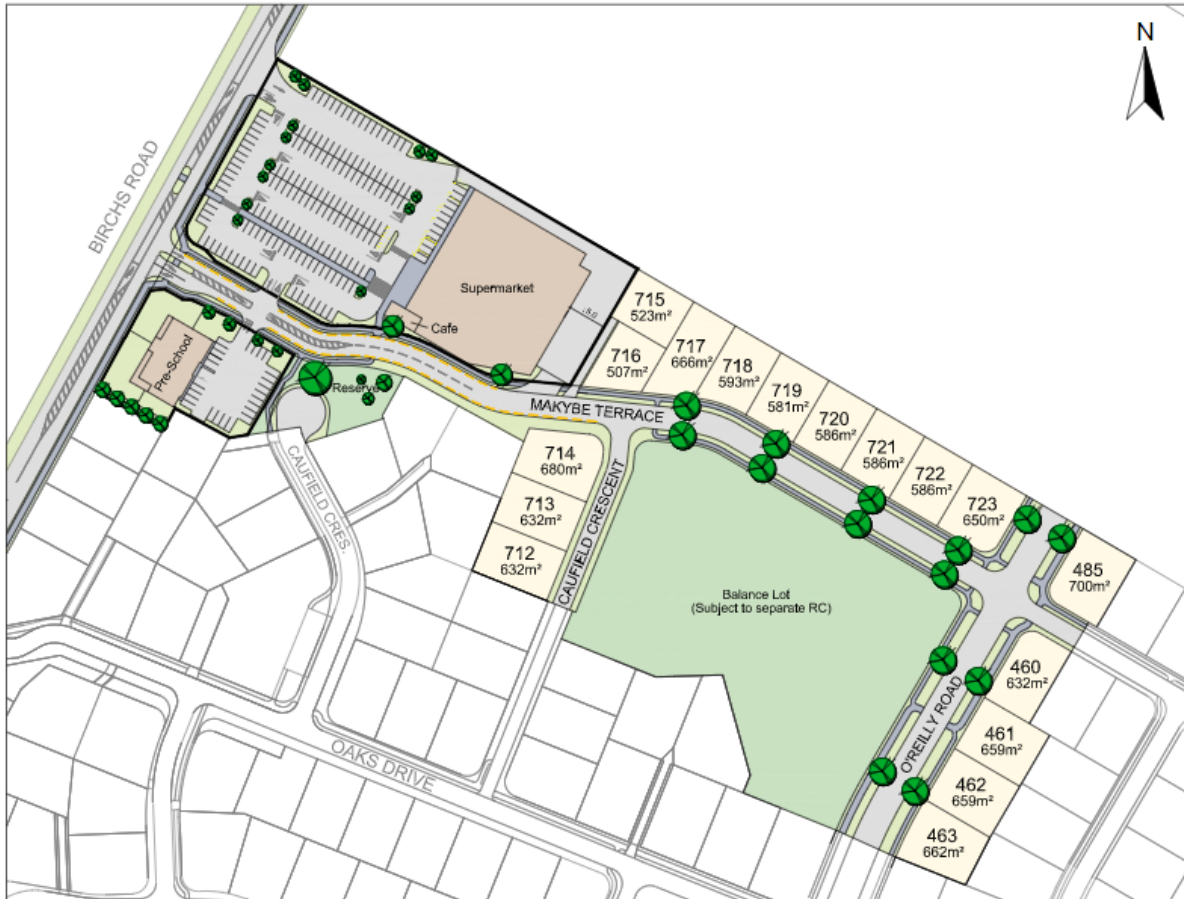 N
BIRCHS ROAD
Supermarket
Cafe
Pre-School
Reserve
715
523m²
716
507m²
717
666m²
718
593m²
719
581m²
720
586m²
721
586m²
722
586m²
723
650m²
MAKYBE TERRACE
714
680m²
713
632m²
712
632m²
CAUFIELD CRESCENT
CAUFIELD CRES.
485
700m²
Balance Lot
(Subject to separate RC)
460
632m²
461
659m²
462
659m²
463
662m²
O'REILLY ROAD
OAKS DRIVE